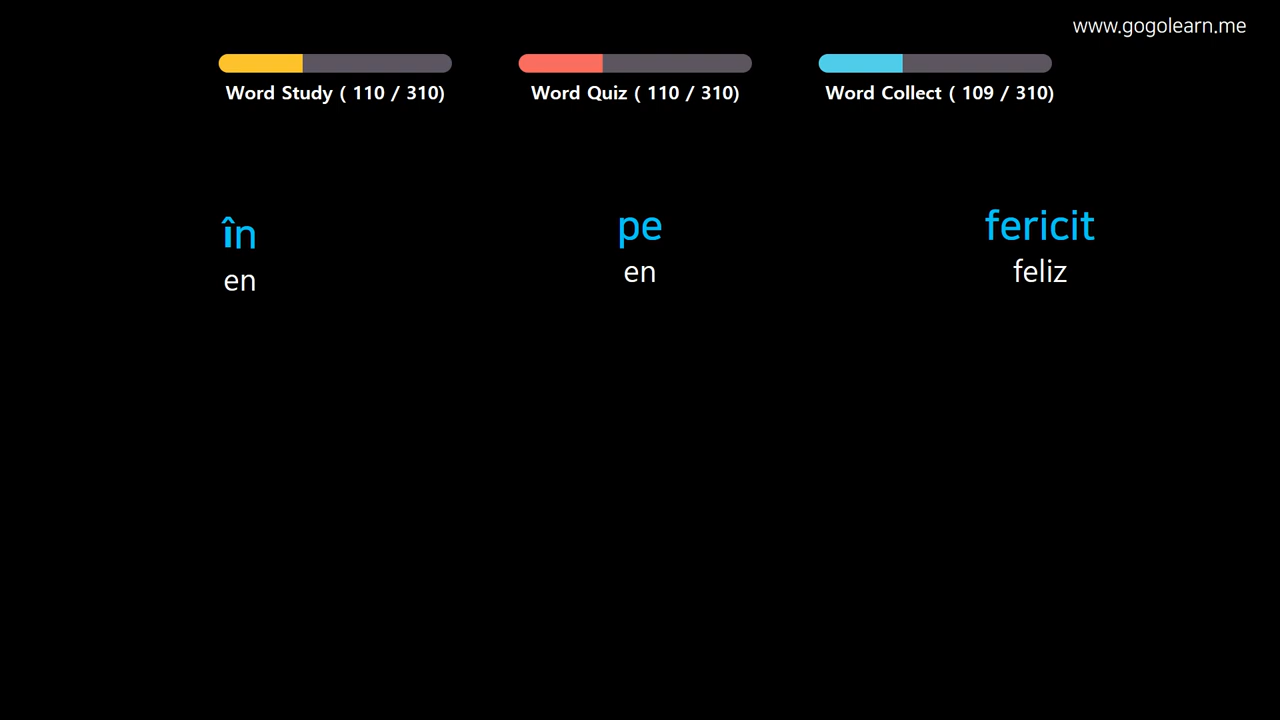 www.gogolearn.me
Word Study ( 110 / 310)
Word Quiz ( 110 / 310)
Word Collect ( 109 / 310)
în
en
pe
en
fericit
feliz